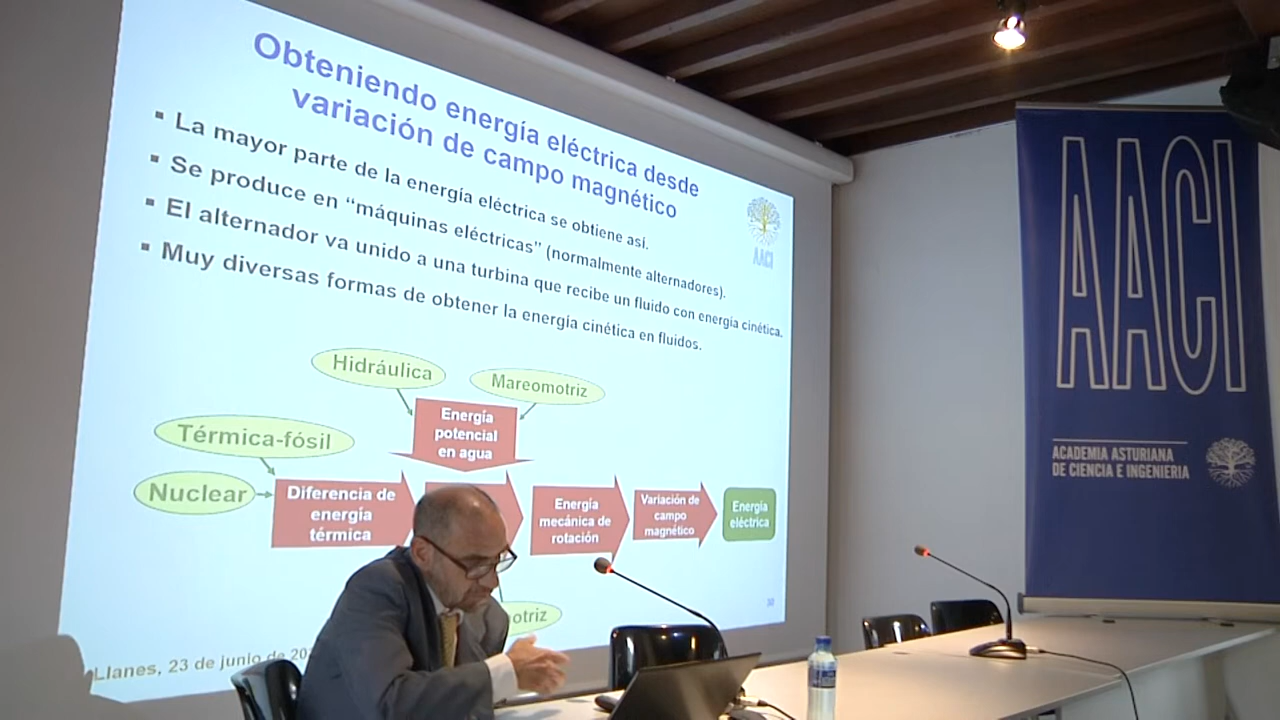 Obteniendo energía eléctrica desde
variación de campo magnético
▪ La mayor parte de la energía eléctrica se obtiene así.
▪ Se produce en “máquinas eléctricas” (normalmente alternadores).
▪ El alternador va unido a una turbina que recibe un fluido con energía cinética.
▪ Muy diversas formas de obtener la energía cinética en fluidos.
AACI
Hidráulica
Mareomotriz
Energía
potencial
en agua
Térmica-fósil
Nuclear
Diferencia de
energía
térmica
Energía
mecánica de
rotación
Variación de
campo
magnético
Energía
eléctrica
Llanes, 23 de junio de
AACI
ACADEMIA ASTURIANA
DE CIENCIA E INGENIERIA